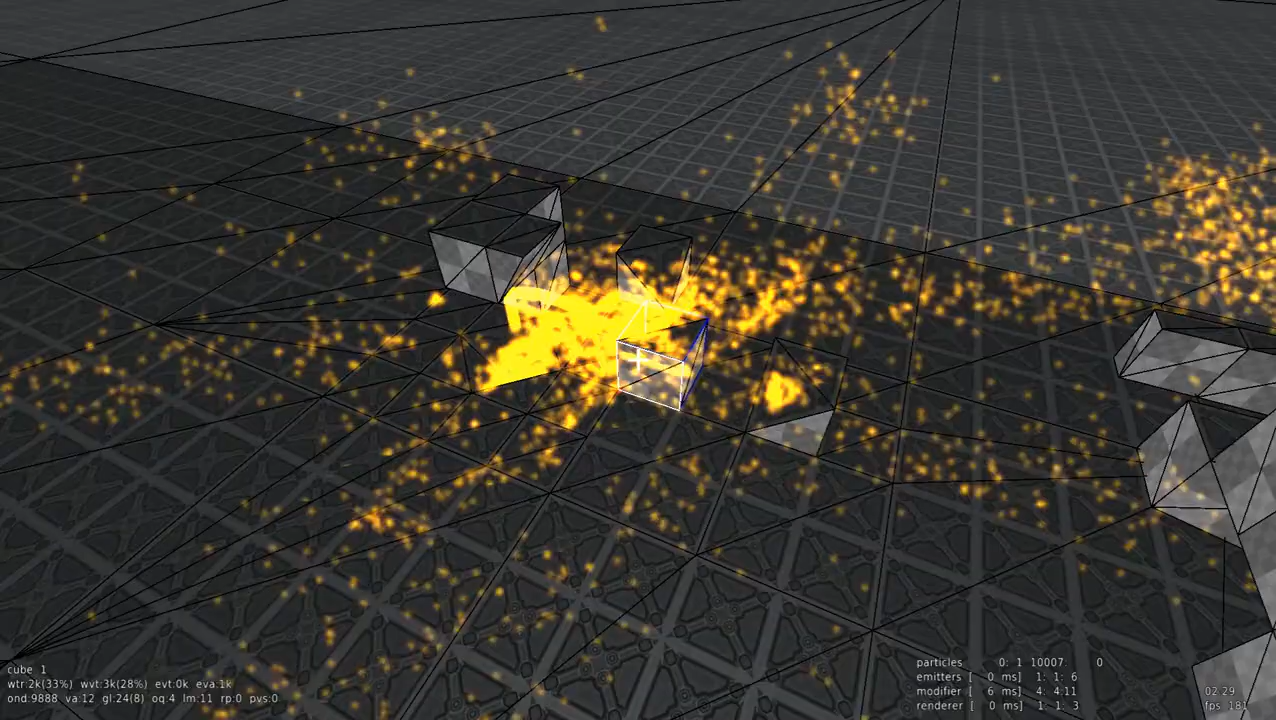 cube 1
wtr:2k(33%) wvt:3k(28%) evt:0k eva:1k
ond:9888 va:12 gl:24(8) oq:4 lm:11 rp:0 pvs:0
particles 0: 1 10007 0
emitters [ 0 ms] 1: 1: 6
modifier [ 6 ms] 4: 4:11
renderer [ 0 ms] 1: 1: 3
02:29
fps 181